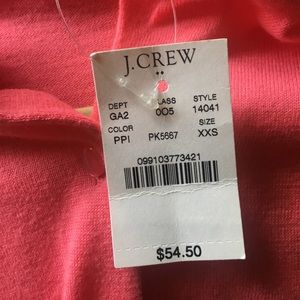 J.CREW
DEPT CLASS STYLE
GA2 005 14041
COLOR SIZE
PPI PK5667 XXS
099103773421
$54.50